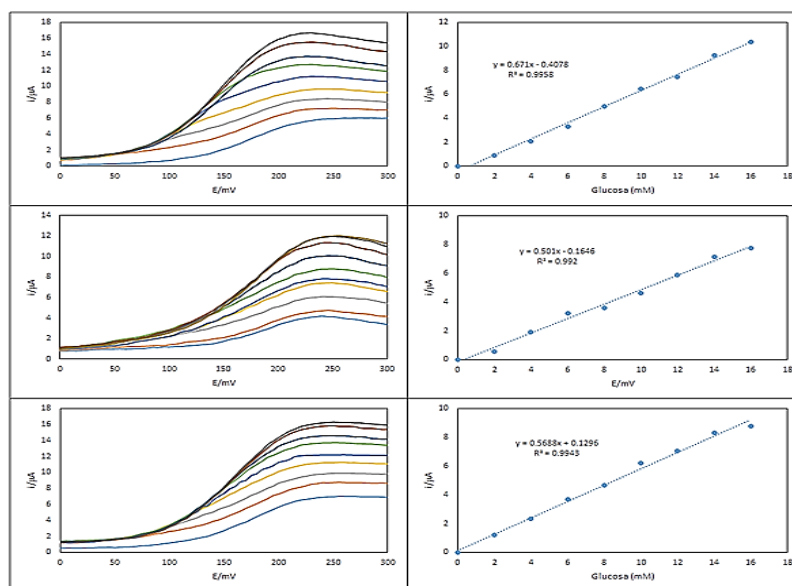 18
16
14
12
10
8
6
4
2
0
i/µA
0 50 100 150 200 250 300
E/mV
12
10
8
6
4
2
0
i/µA
y = 0.671x - 0.4078
R² = 0.9958
0 2 4 6 8 10 12 14 16 18
Glucosa (mM)
14
12
10
8
6
4
2
0
i/µA
0 50 100 150 200 250 300
E/mV
10
8
6
4
2
0
i/µA
y = 0.501x - 0.1646
R² = 0.992
0 2 4 6 8 10 12 14 16 18
E/mV
18
16
14
12
10
8
6
4
2
0
i/µA
0 50 100 150 200 250 300
E/mV
10
8
6
4
2
0
i/µA
y = 0.5688x + 0.1296
R² = 0.9943
0 2 4 6 8 10 12 14 16 18
Glucosa (mM)